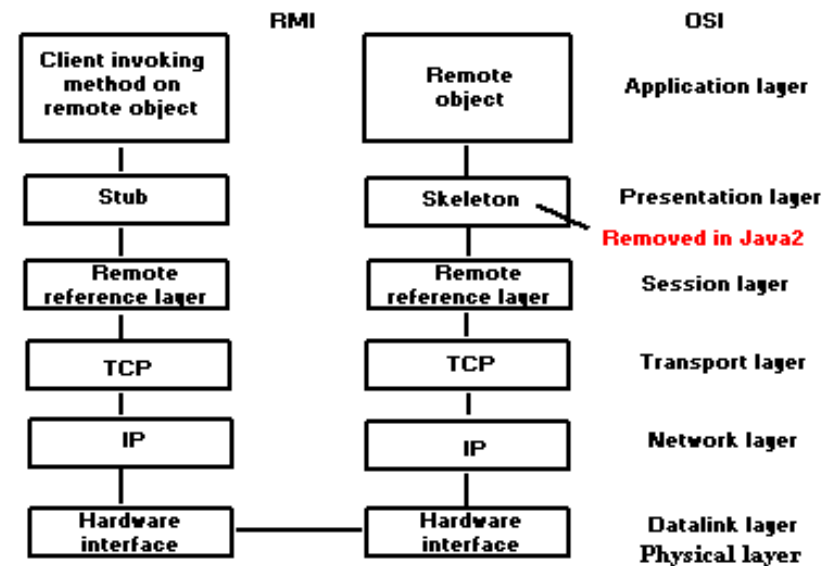 RMI
OSI
Client invoking
method on
remote object
Remote
object
Application layer
Stub
Skeleton
Presentation layer
Removed in Java2
Remote
reference layer
Remote
reference layer
Session layer
TCP
TCP
Transport layer
IP
IP
Network layer
Hardware
interface
Hardware
interface
Datalink layer
Physical layer